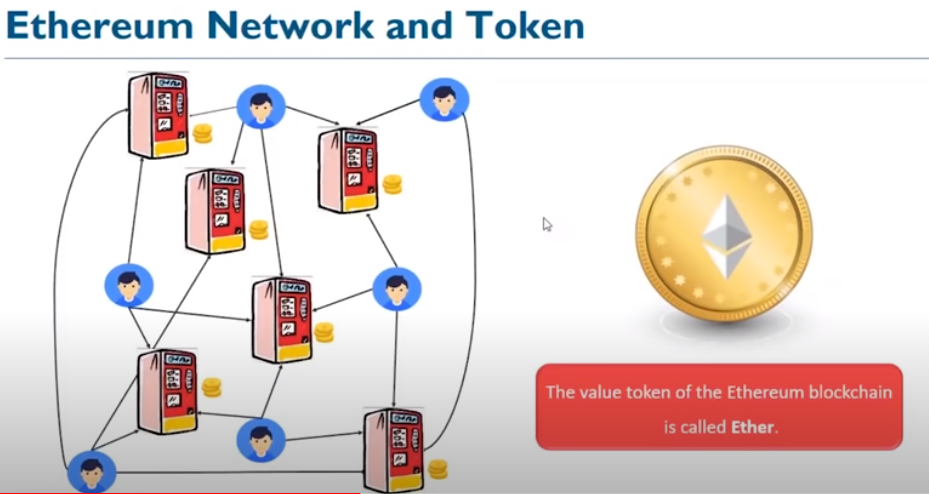 Ethereum Network and Token
The value token of the Ethereum blockchain
is called Ether.